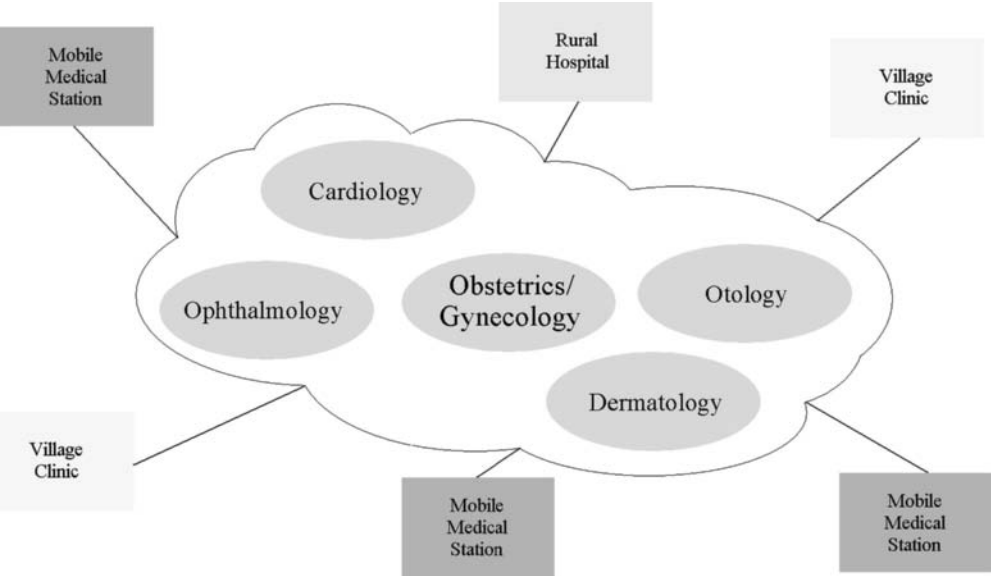 Mobile
Medical
Station
Rural
Hospital
Village
Clinic
Cardiology
Ophthalmology
Obstetrics/
Gynecology
Otology
Dermatology
Village
Clinic
Mobile
Medical
Station
Mobile
Medical
Station